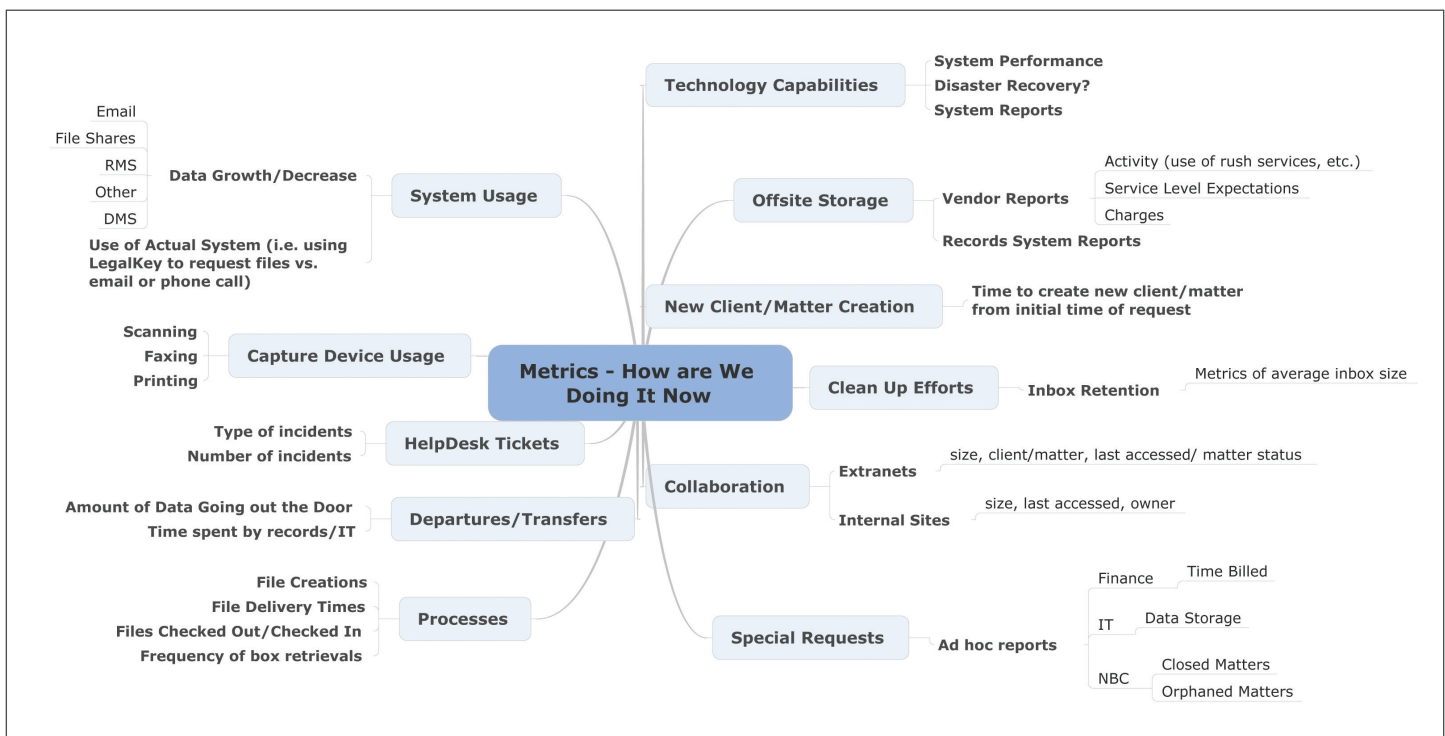 Metrics - How are We
Doing It Now
Technology Capabilities
System Performance
Disaster Recovery?
System Reports
Offsite Storage
Vendor Reports
Activity (use of rush services, etc.)
Service Level Expectations
Charges
Records System Reports
New Client/Matter Creation
Time to create new client/matter
from initial time of request
Clean Up Efforts
Inbox Retention
Metrics of average inbox size
Collaboration
Extranets
size, client/matter, last accessed/ matter status
Internal Sites
size, last accessed, owner
Special Requests
Ad hoc reports
Finance
Time Billed
IT
Data Storage
NBC
Closed Matters
Orphaned Matters
System Usage
Data Growth/Decrease
Email
File Shares
RMS
Other
DMS
Use of Actual System (i.e. using
LegalKey to request files vs.
email or phone call)
Capture Device Usage
Scanning
Faxing
Printing
HelpDesk Tickets
Type of incidents
Number of incidents
Departures/Transfers
Amount of Data Going out the Door
Time spent by records/IT
Processes
File Creations
File Delivery Times
Files Checked Out/Checked In
Frequency of box retrievals